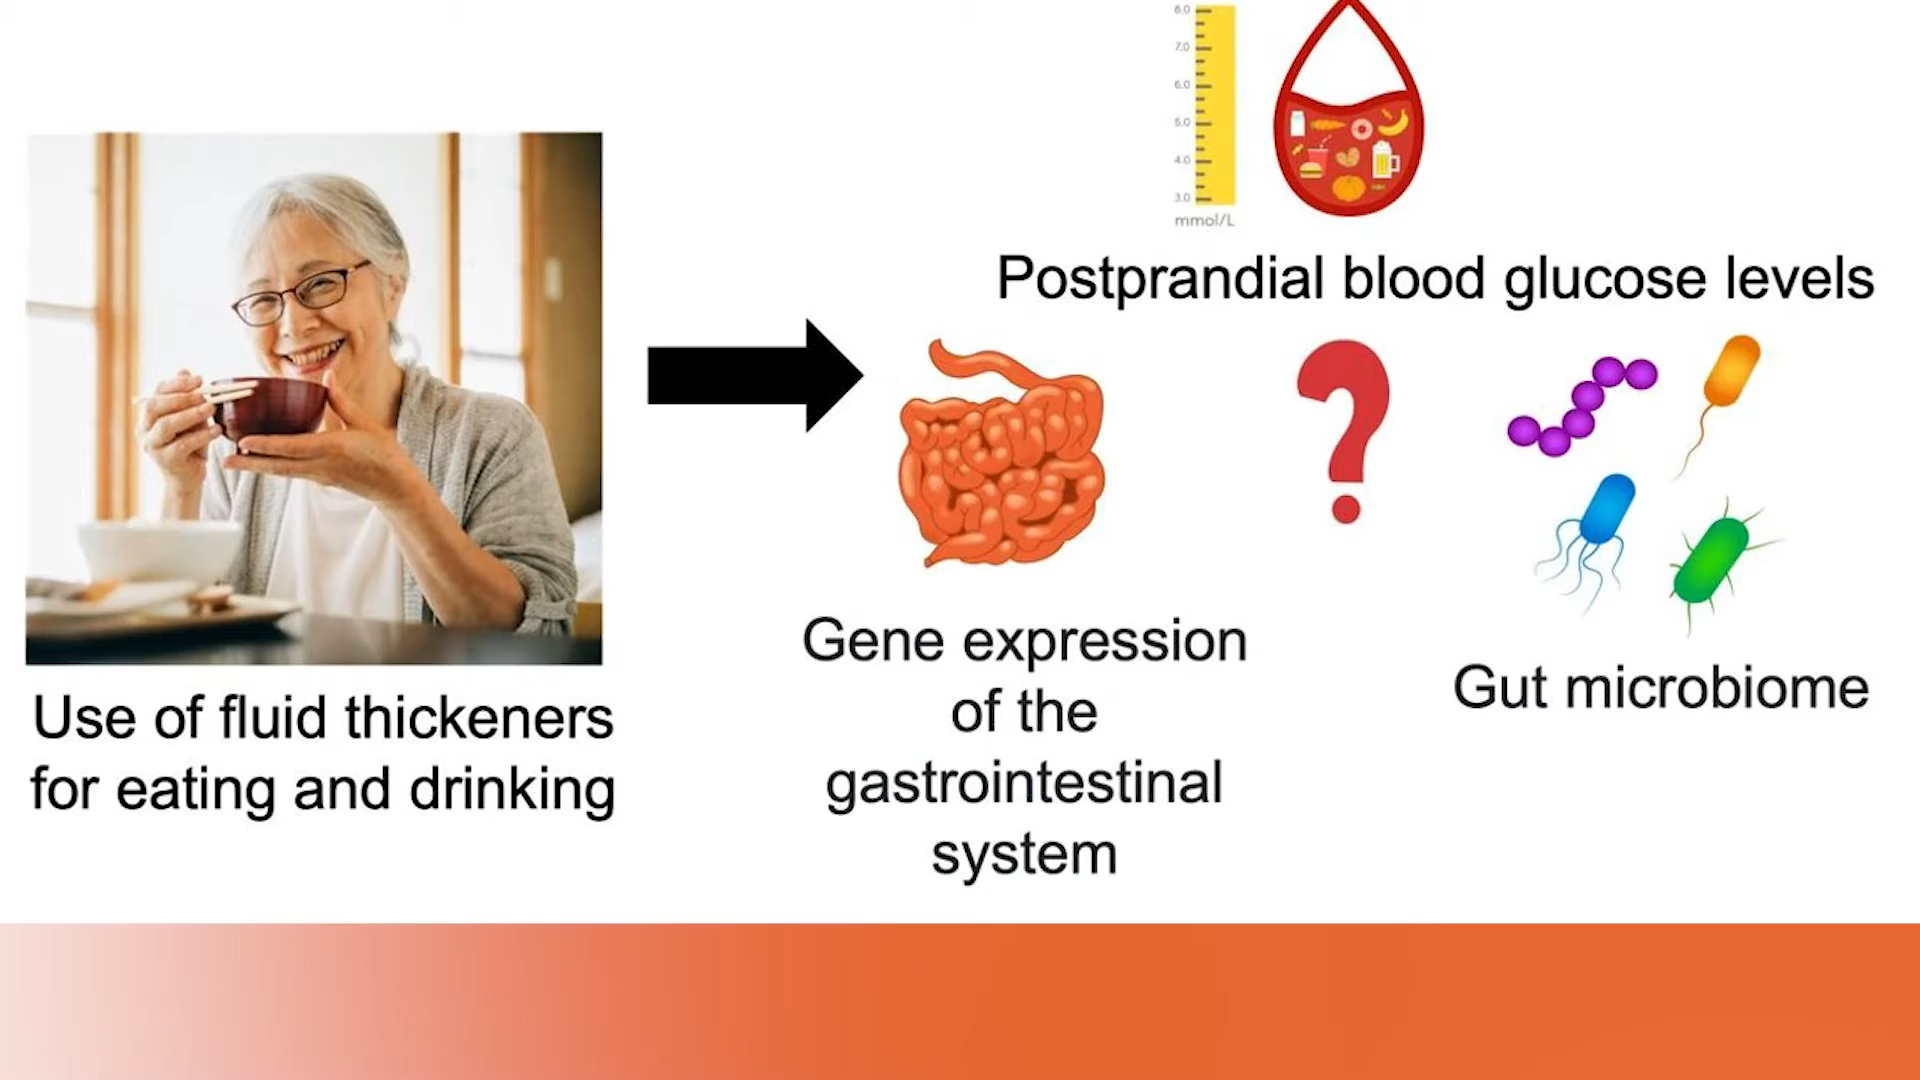 8.0
7.0
6.0
5.0
4.0
3.0
mmol/L
Postprandial blood glucose levels
Use of fluid thickeners
for eating and drinking
Gene expression
of the
gastrointestinal
system
Gut microbiome